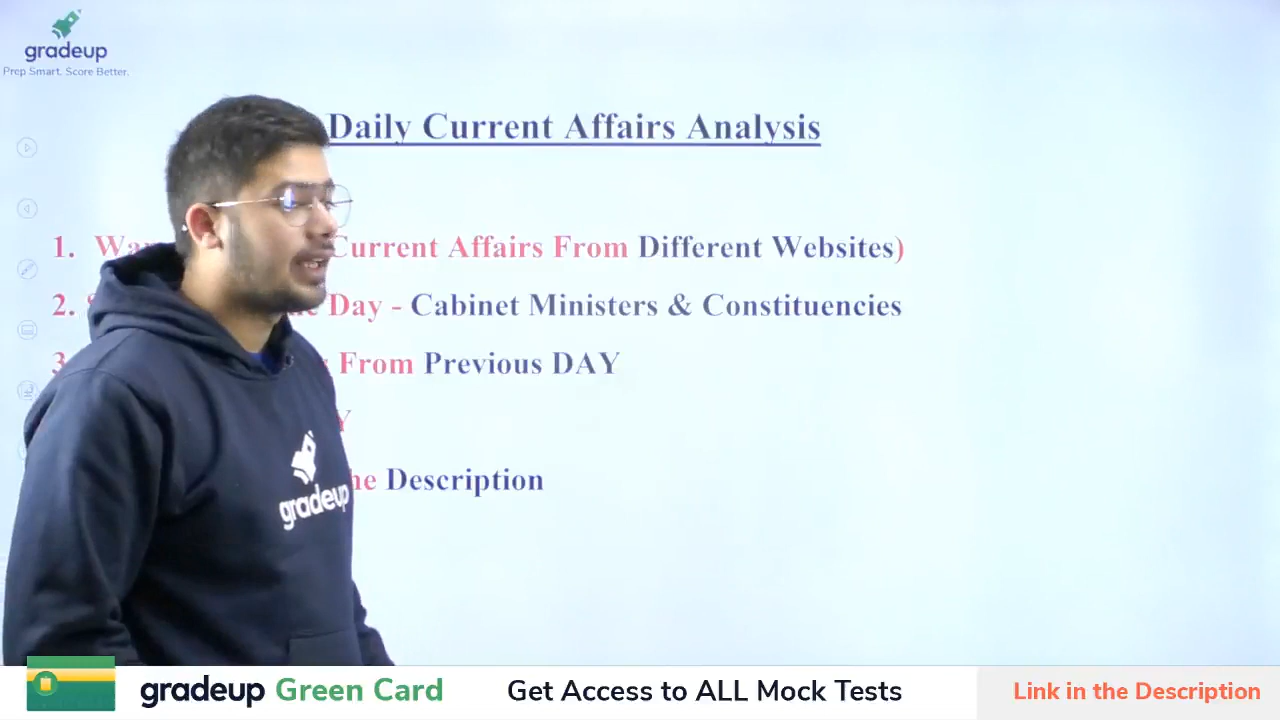 gradeup
Prep Smart. Score Better.
Daily Current Affairs Analysis
1. Current Affairs From Different Websites)
2. Day - Cabinet Ministers & Constituencies
3 From Previous DAY
Description
gradeup
gradeup Green Card Get Access to ALL Mock Tests Link in the Description